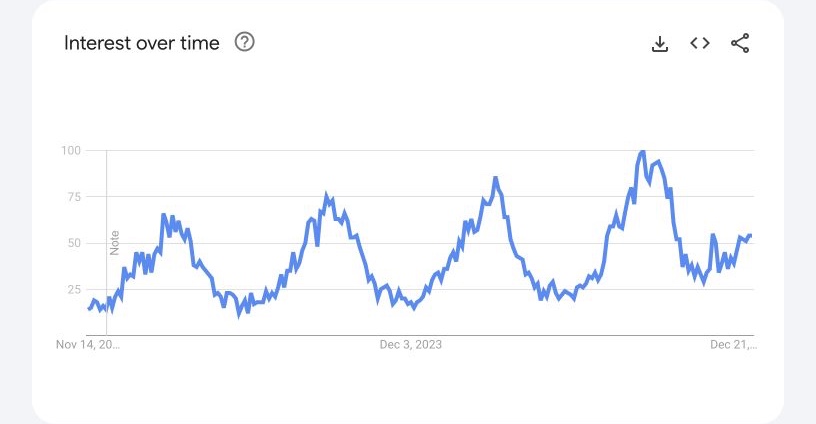 Interest over time
100
75
50
25
Note
Nov 14, 20...
Dec 3, 2023
Dec 21,...